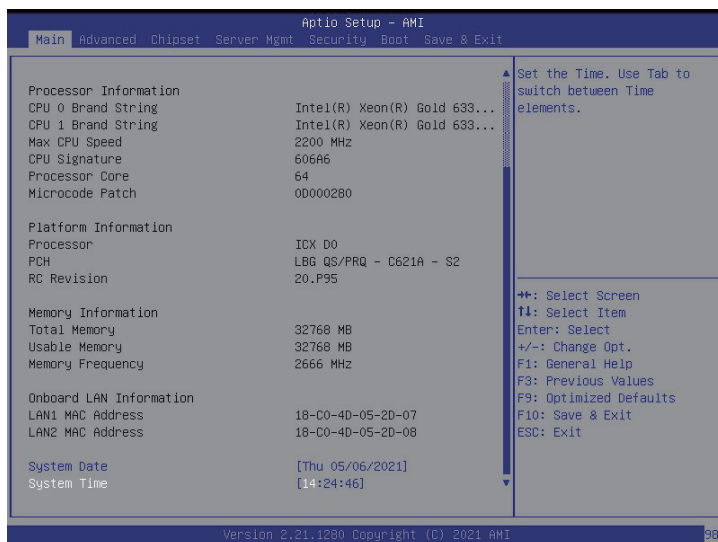 Aptio Setup – AMI
Main Advanced Chipset Server Mgmt Security Boot Save & Exit
Processor Information
CPU 0 Brand String Intel(R) Xeon(R) Gold 633...
CPU 1 Brand String Intel(R) Xeon(R) Gold 633...
Max CPU Speed 2200 MHz
CPU Signature 606A6
Processor Core 64
Microcode Patch 0D000280
Platform Information
Processor ICX D0
PCH LBG QS/PRQ - C621A - S2
RC Revision 20.P95
Memory Information
Total Memory 32768 MB
Usable Memory 32768 MB
Memory Frequency 2666 MHz
Onboard LAN Information
LAN1 MAC Address 18-C0-4D-05-2D-07
LAN2 MAC Address 18-C0-4D-05-2D-08
System Date [Thu 05/06/2021]
System Time [14:24:46]
Set the Time. Use Tab to
switch between Time
elements.
→←: Select Screen
↑↓: Select Item
Enter: Select
+/-: Change Opt.
F1: General Help
F3: Previous Values
F9: Optimized Defaults
F10: Save & Exit
ESC: Exit
Version 2.21.1280 Copyright (C) 2021 AMI
98